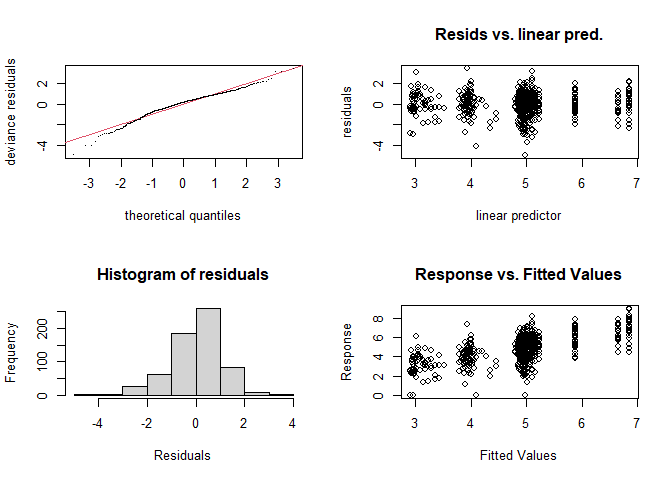 deviance residuals
-4 0 2
-3 -2 -1 0 1 2 3
theoretical quantiles
Resids vs. linear pred.
residuals
-4 0 2
3 4 5 6 7
linear predictor
Histogram of residuals
Frequency
0 100 200
-4 -2 0 2 4
Residuals
Response vs. Fitted Values
Response
0 2 4 6 8
3 4 5 6 7
Fitted Values